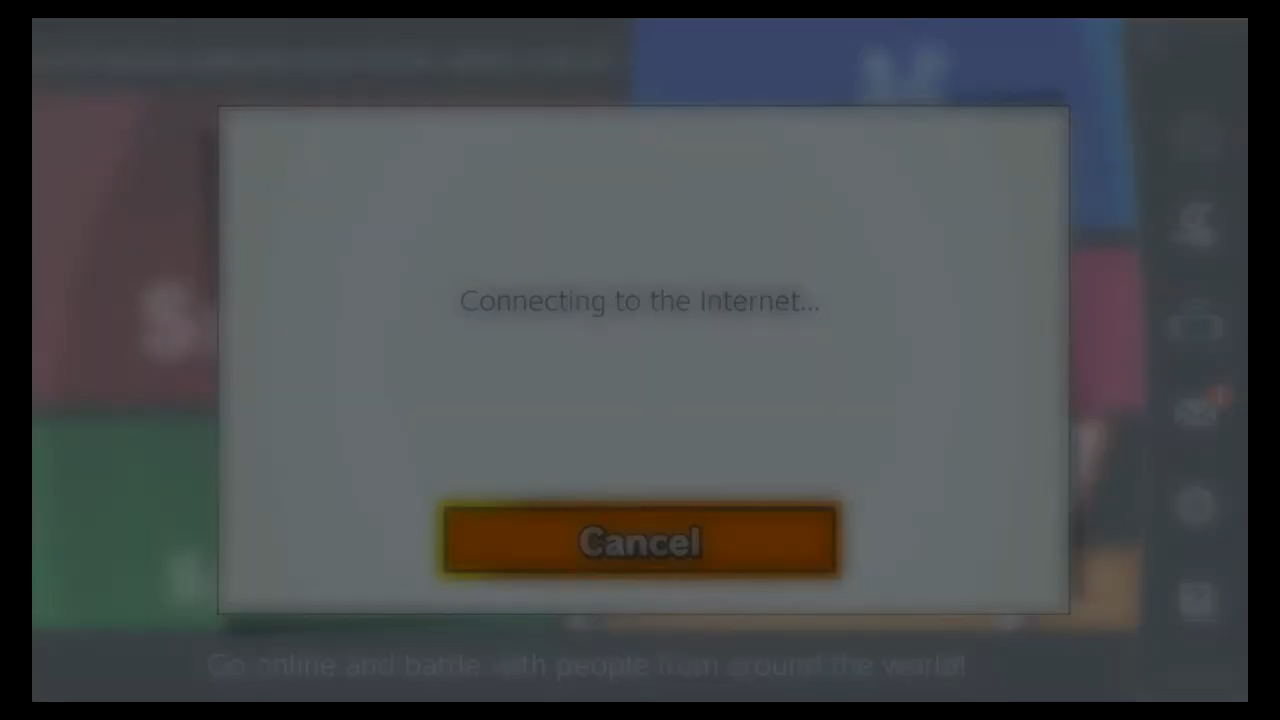 Connecting to the Internet...
Cancel
Go online and battle with people from around the world!